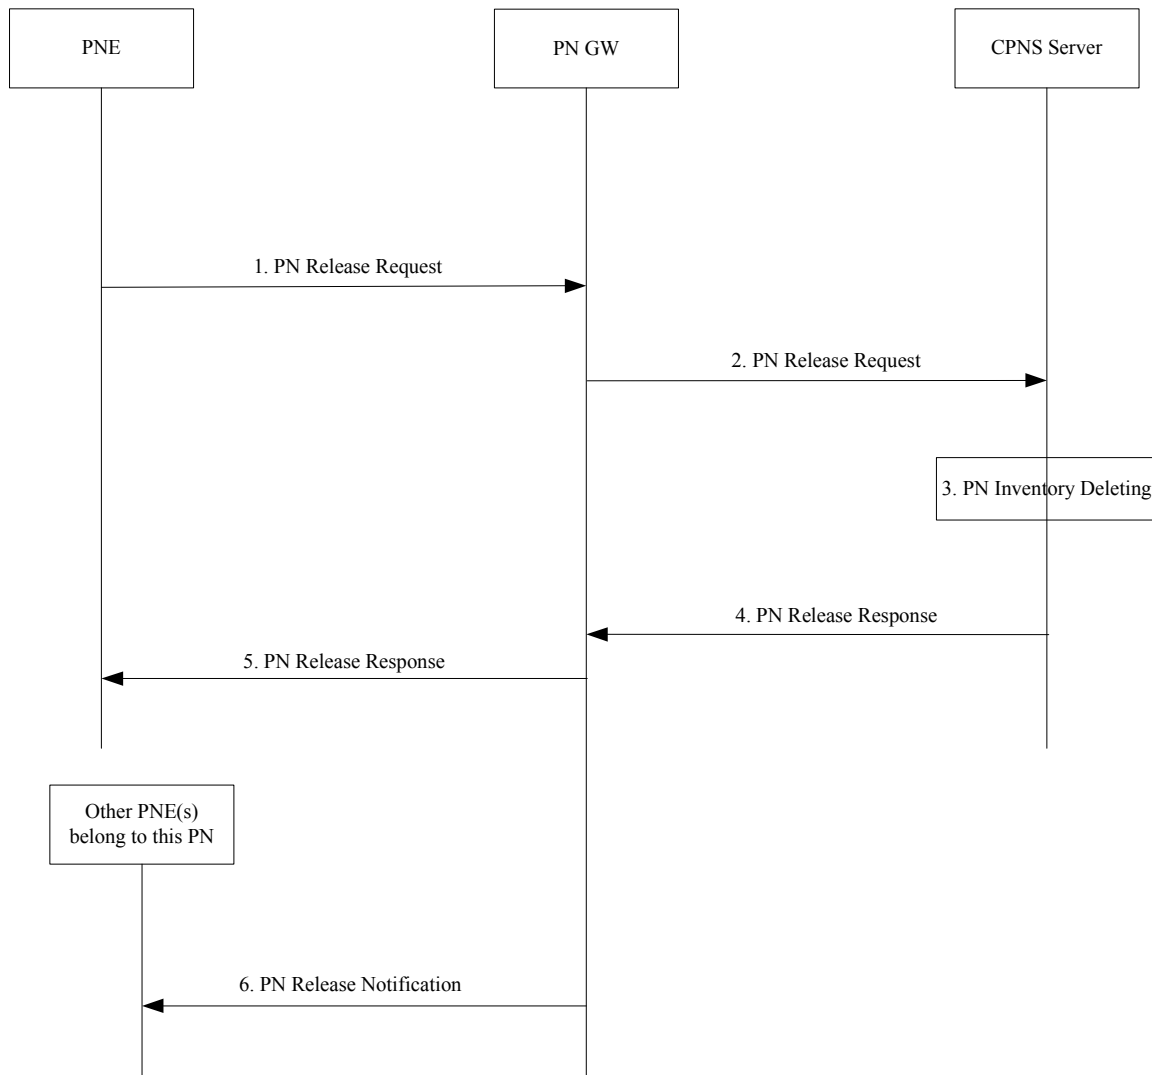 PNE
PN GW
CPNS Server
1. PN Release Request
2. PN Release Request
3. PN Inventory Deleting
4. PN Release Response
5. PN Release Response
Other PNE(s)
belong to this PN
6. PN Release Notification